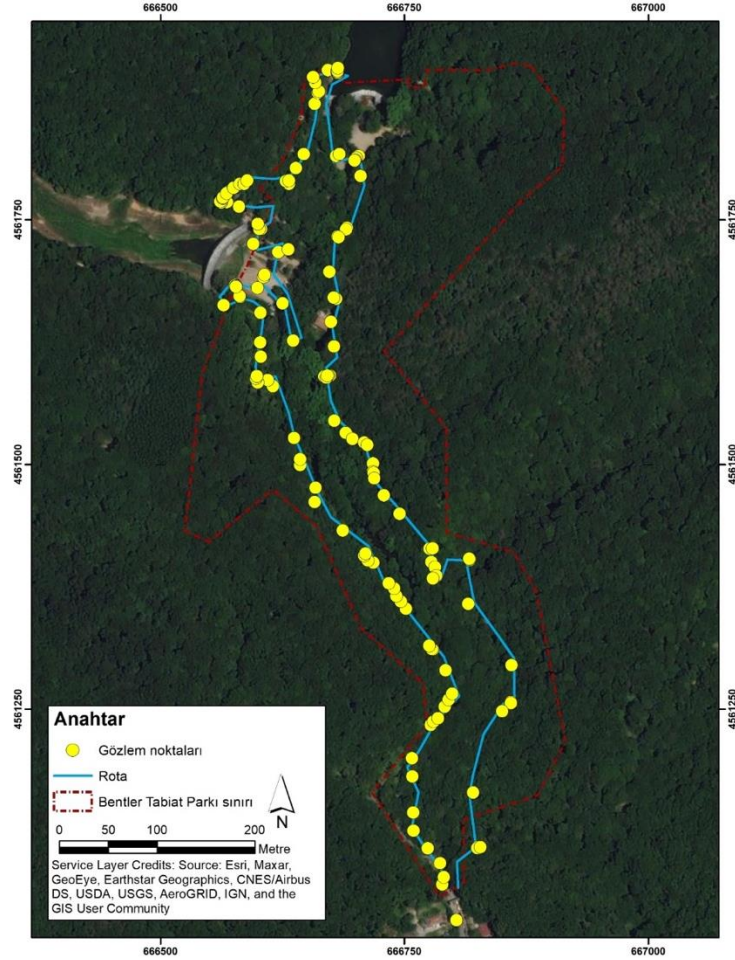 666500
666750
667000
4561750
4561750
4561500
4561500
4561250
4561250
Anahtar
Gözlem noktaları
Rota
Bentler Tabiat Parkı sınırı
N
0 50 100 200
Metre
Service Layer Credits: Source: Esri, Maxar,
GeoEye, Earthstar Geographics, CNES/Airbus
DS, USDA, USGS, AeroGRID, IGN, and the
GIS User Community
666500
666750
667000